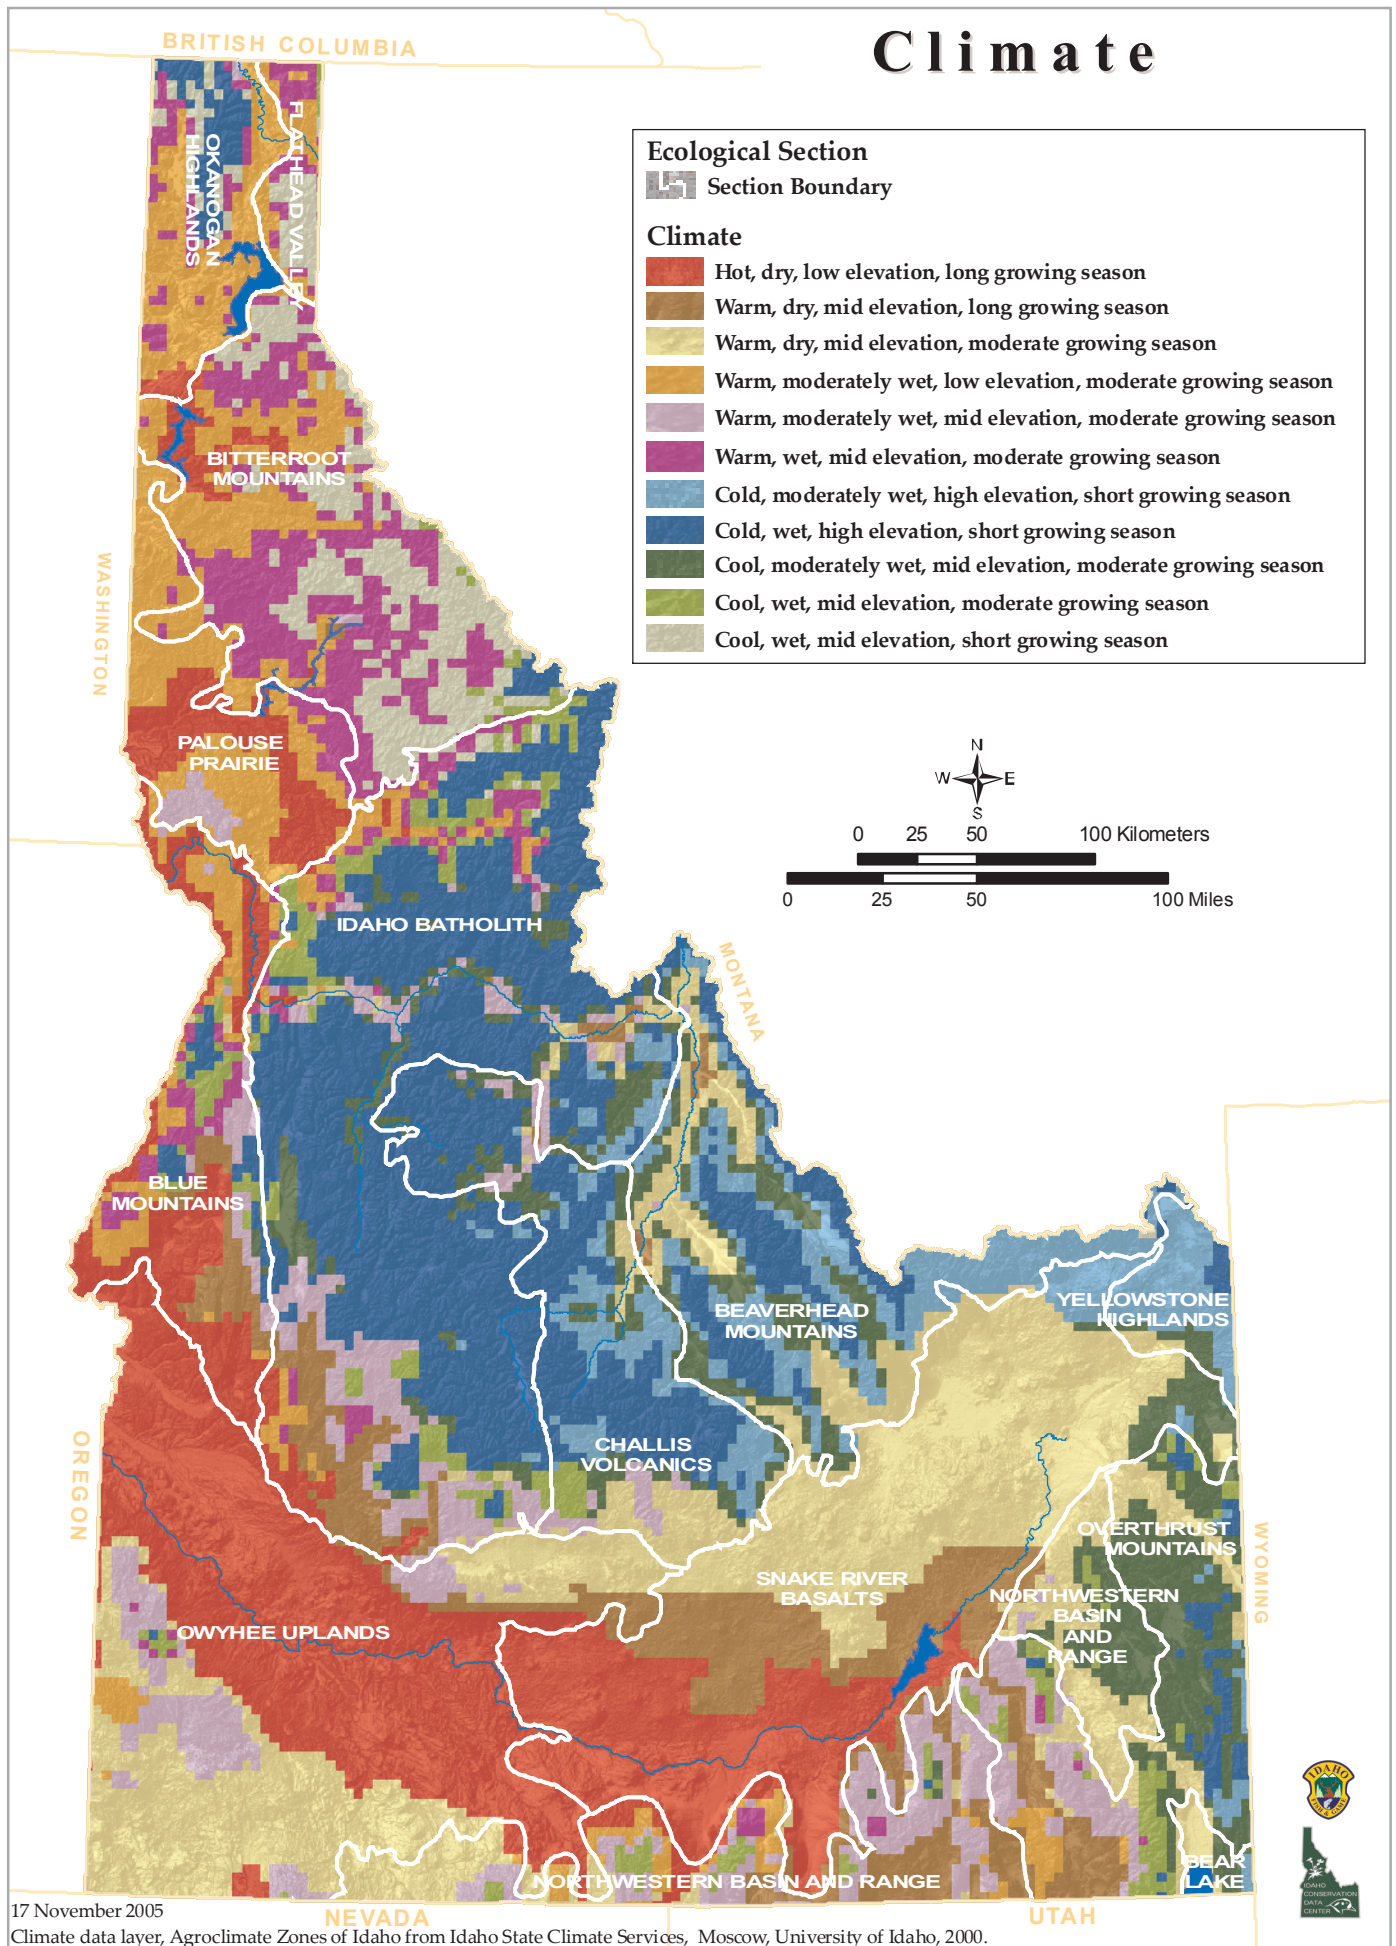 Climate
BRITISH COLUMBIA
Ecological Section
Section Boundary
Climate
Hot, dry, low elevation, long growing season
Warm, dry, mid elevation, long growing season
Warm, dry, mid elevation, moderate growing season
Warm, moderately wet, low elevation, moderate growing season
Warm, moderately wet, mid elevation, moderate growing season
Warm, wet, mid elevation, moderate growing season
Cold, moderately wet, high elevation, short growing season
Cold, wet, high elevation, short growing season
Cool, moderately wet, mid elevation, moderate growing season
Cool, wet, mid elevation, moderate growing season
Cool, wet, mid elevation, short growing season
OKANOGAN
HIGHLANDS
FLATHEAD VALLEY
BITTERROOT
MOUNTAINS
WASHINGTON
PALOUSE
PRAIRIE
N
W E
S
0 25 50 100 Kilometers
0 25 50 100 Miles
IDAHO BATHOLITH
MONTANA
BLUE
MOUNTAINS
BEAVERHEAD
MOUNTAINS
YELLOWSTONE
HIGHLANDS
CHALLIS
VOLCANICS
OREGON
OVERTHRUST
MOUNTAINS
WYOMING
SNAKE RIVER
BASALTS
NORTHWESTERN
BASIN
AND
RANGE
OWYHEE UPLANDS
NORTHWESTERN BASIN AND RANGE
BEAR
LAKE
IDAHO
FISH & GAME
IDAHO
CONSERVATION
DATA
CENTER
NEVADA
UTAH
17 November 2005
Climate data layer, Agroclimate Zones of Idaho from Idaho State Climate Services, Moscow, University of Idaho, 2000.